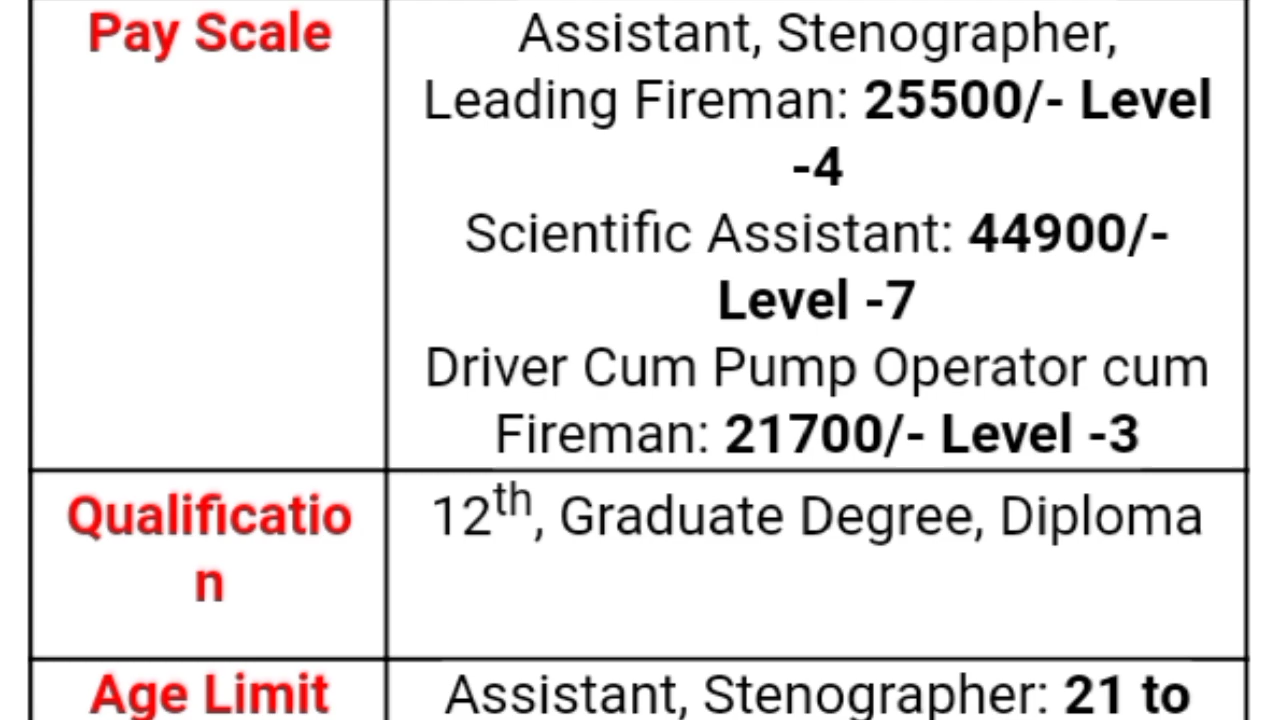 Pay Scale
Assistant, Stenographer,
Leading Fireman: 25500/- Level
-4
Scientific Assistant: 44900/-
Level -7
Driver Cum Pump Operator cum
Fireman: 21700/- Level -3
Qualificatio
n
12th, Graduate Degree, Diploma
Age Limit
Assistant, Stenographer: 21 to